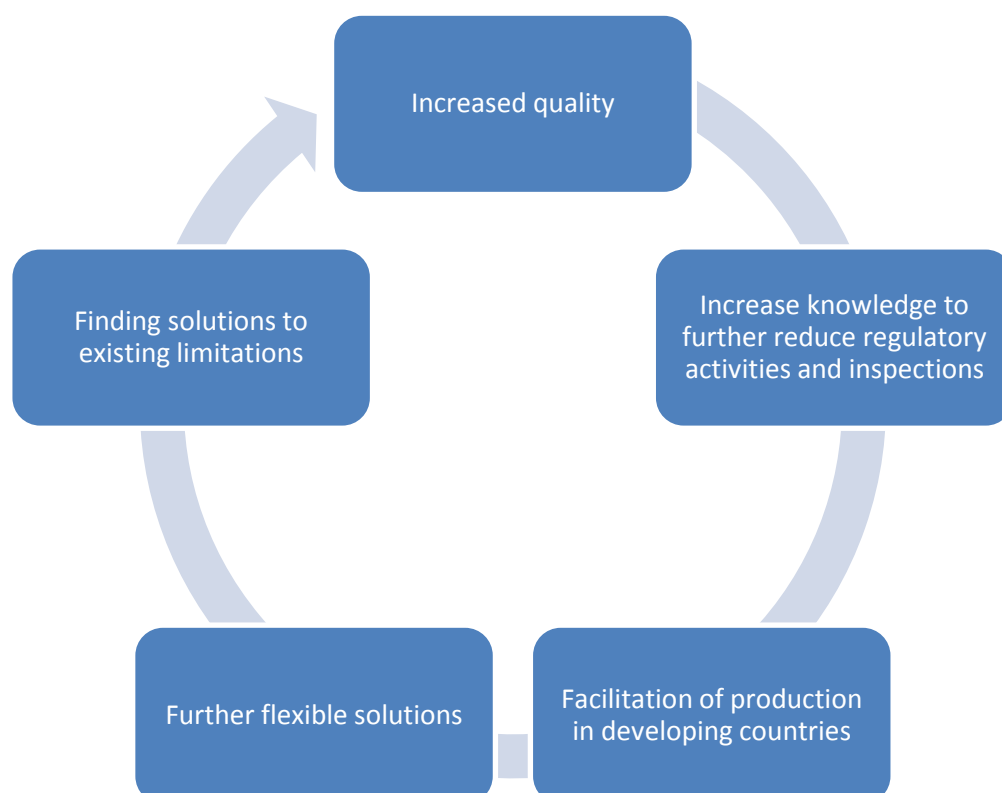 Increased quality
Increase knowledge to
further reduce regulatory
activities and inspections
Facilitation of production
in developing countries
Further flexible solutions
Finding solutions to
existing limitations